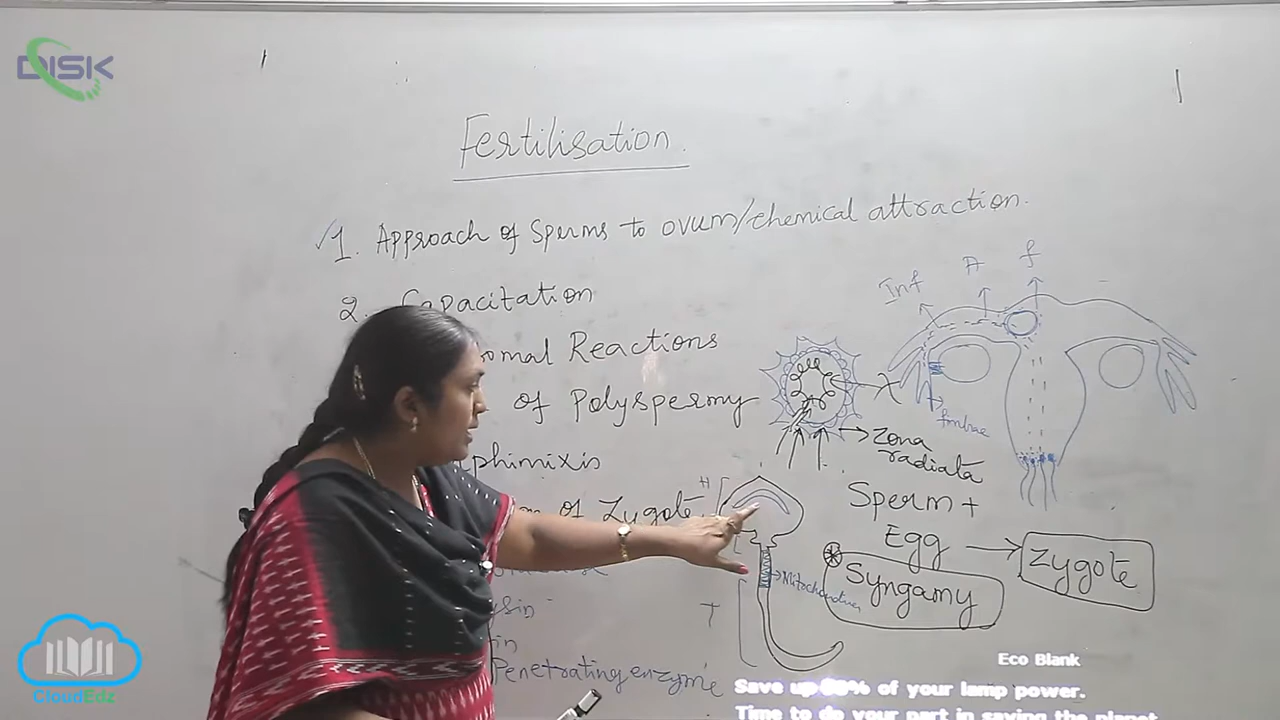 DISK
Fertilisation.
1. Approach of Sperms to ovum/chemical attraction.
2. Capacitation
omal Reactions
of Polyspermy
phimixis
on of Zygote
sin
in
Penetrating enzyme
Inf
A
f
fimbrae
Zona
radiata
H
Mitochondria
T
Sperm +
Egg → Zygote
Syngamy
CloudEdz
Eco Blank
Save up of your lamp power.
Time to do your part in saving the planet